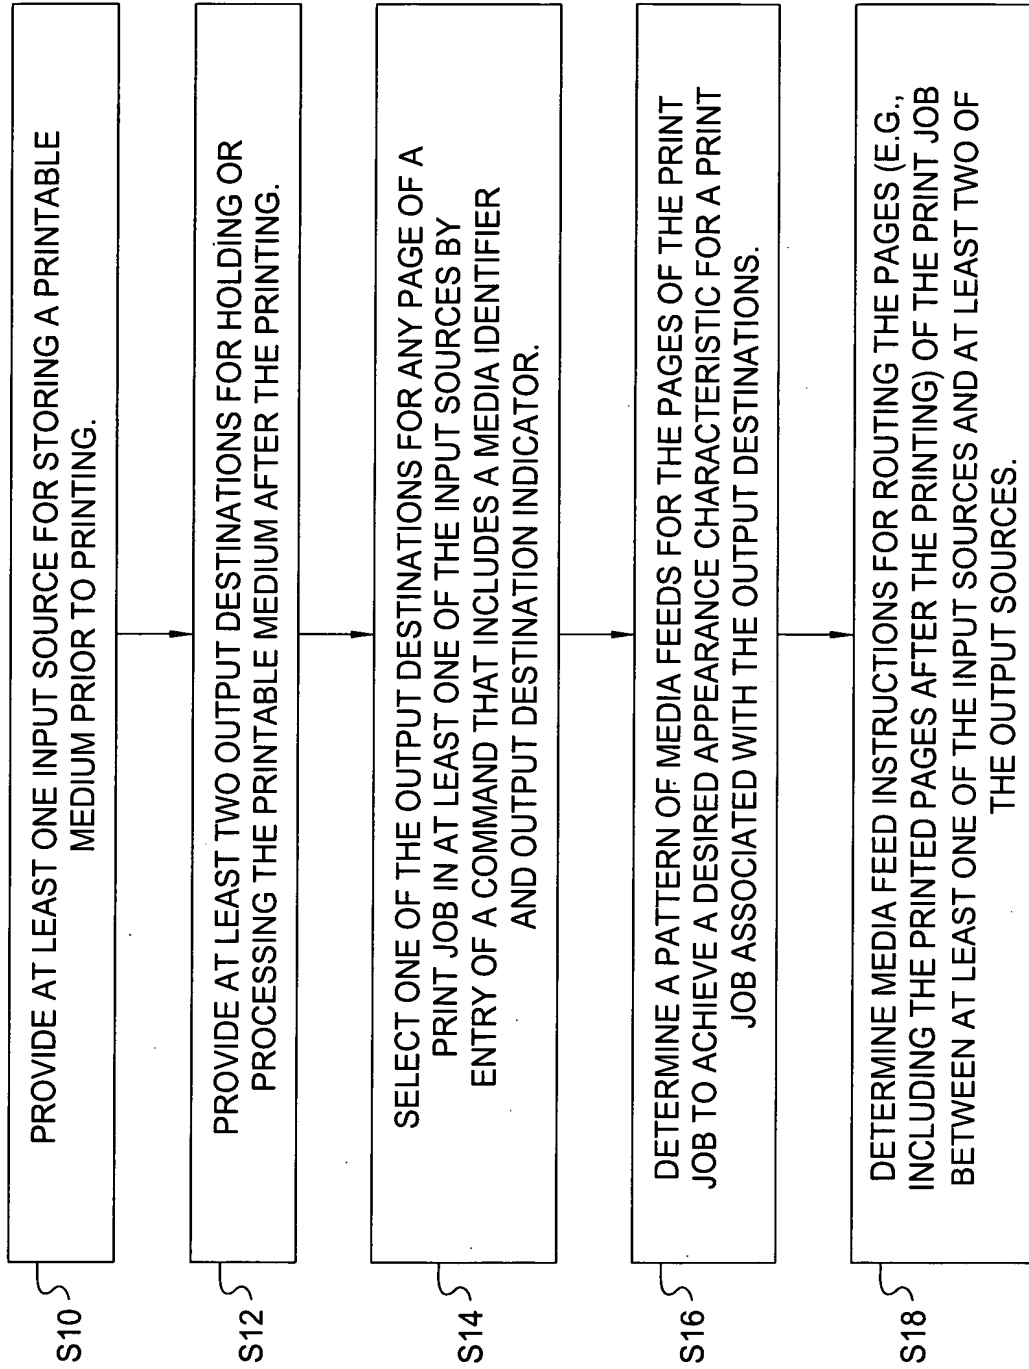 S10
PROVIDE AT LEAST ONE INPUT SOURCE FOR STORING A PRINTABLE
MEDIUM PRIOR TO PRINTING.
S12
PROVIDE AT LEAST TWO OUTPUT DESTINATIONS FOR HOLDING OR
PROCESSING THE PRINTABLE MEDIUM AFTER THE PRINTING.
S14
SELECT ONE OF THE OUTPUT DESTINATIONS FOR ANY PAGE OF A
PRINT JOB IN AT LEAST ONE OF THE INPUT SOURCES BY
ENTRY OF A COMMAND THAT INCLUDES A MEDIA IDENTIFIER
AND OUTPUT DESTINATION INDICATOR.
S16
DETERMINE A PATTERN OF MEDIA FEEDS FOR THE PAGES OF THE PRINT
JOB TO ACHIEVE A DESIRED APPEARANCE CHARACTERISTIC FOR A PRINT
JOB ASSOCIATED WITH THE OUTPUT DESTINATIONS.
S18
DETERMINE MEDIA FEED INSTRUCTIONS FOR ROUTING THE PAGES (E.G.,
INCLUDING THE PRINTED PAGES AFTER THE PRINTING) OF THE PRINT JOB
BETWEEN AT LEAST ONE OF THE INPUT SOURCES AND AT LEAST TWO OF
THE OUTPUT SOURCES.